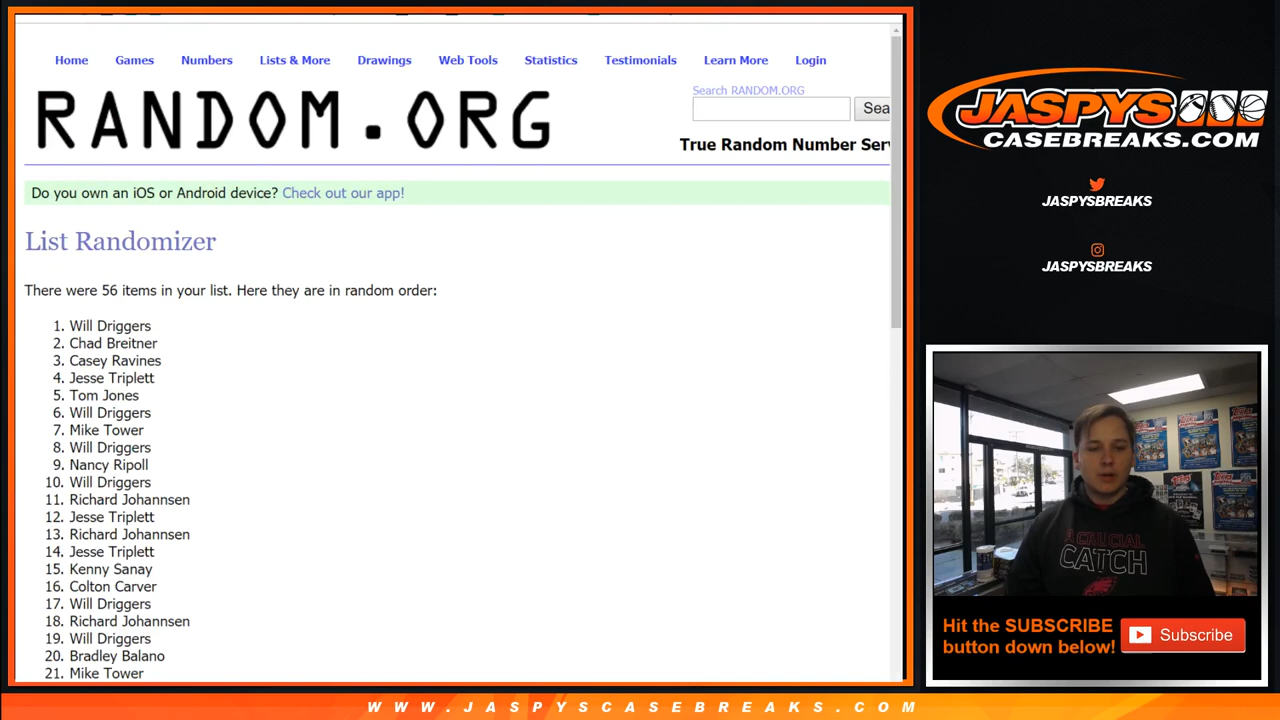 Home Games Numbers Lists & More Drawings Web Tools Statistics Testimonials Learn More Login
RANDOM.ORG
Search RANDOM.ORG
Sea
True Random Number Serv
Do you own an iOS or Android device? Check out our app!
List Randomizer
There were 56 items in your list. Here they are in random order:
1. Will Driggers
2. Chad Breitner
3. Casey Ravines
4. Jesse Triplett
5. Tom Jones
6. Will Driggers
7. Mike Tower
8. Will Driggers
9. Nancy Ripoll
10. Will Driggers
11. Richard Johannsen
12. Jesse Triplett
13. Richard Johannsen
14. Jesse Triplett
15. Kenny Sanay
16. Colton Carver
17. Will Driggers
18. Richard Johannsen
19. Will Driggers
20. Bradley Balano
21. Mike Tower
JASPYS
CASEBREAKS.COM
JASPYSBREAKS
JASPYSBREAKS
A CRUCIAL
CATCH
Hit the SUBSCRIBE
button down below!
Subscribe
WWW.JASPYSCASEBREAKS.COM